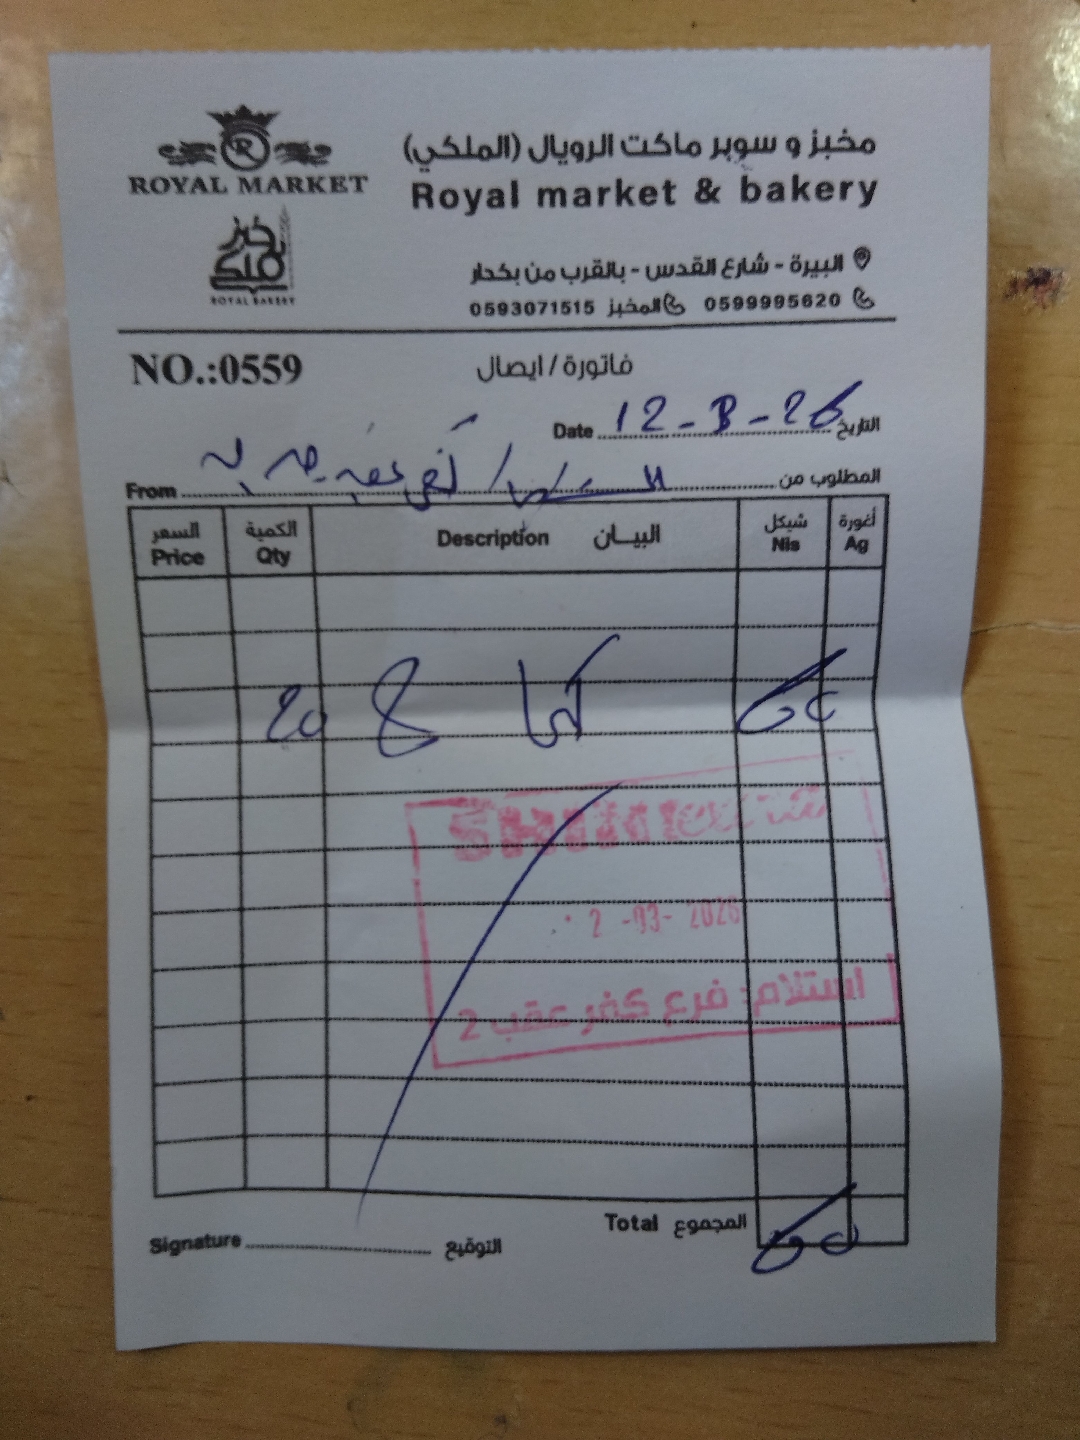 ROYAL MARKET
مخبز و سوبر ماكت الرويال (الملكي)
Royal market & bakery
ROYAL BAKERY
البيرة - شارع القدس - بالقرب من بكدار
0599995620 المخبز 0593071515
NO.:0559
فاتورة / ايصال
Date 12-3-26 التاريخ
From المطلوب من
السعر الكمية البيان شيكل أغورة
Price Qty Description Nis Ag
20 60
SHINI
2 -03- 2026
استلام: فرع كفر عقب 2
Total المجموع 60
Signature التوقيع